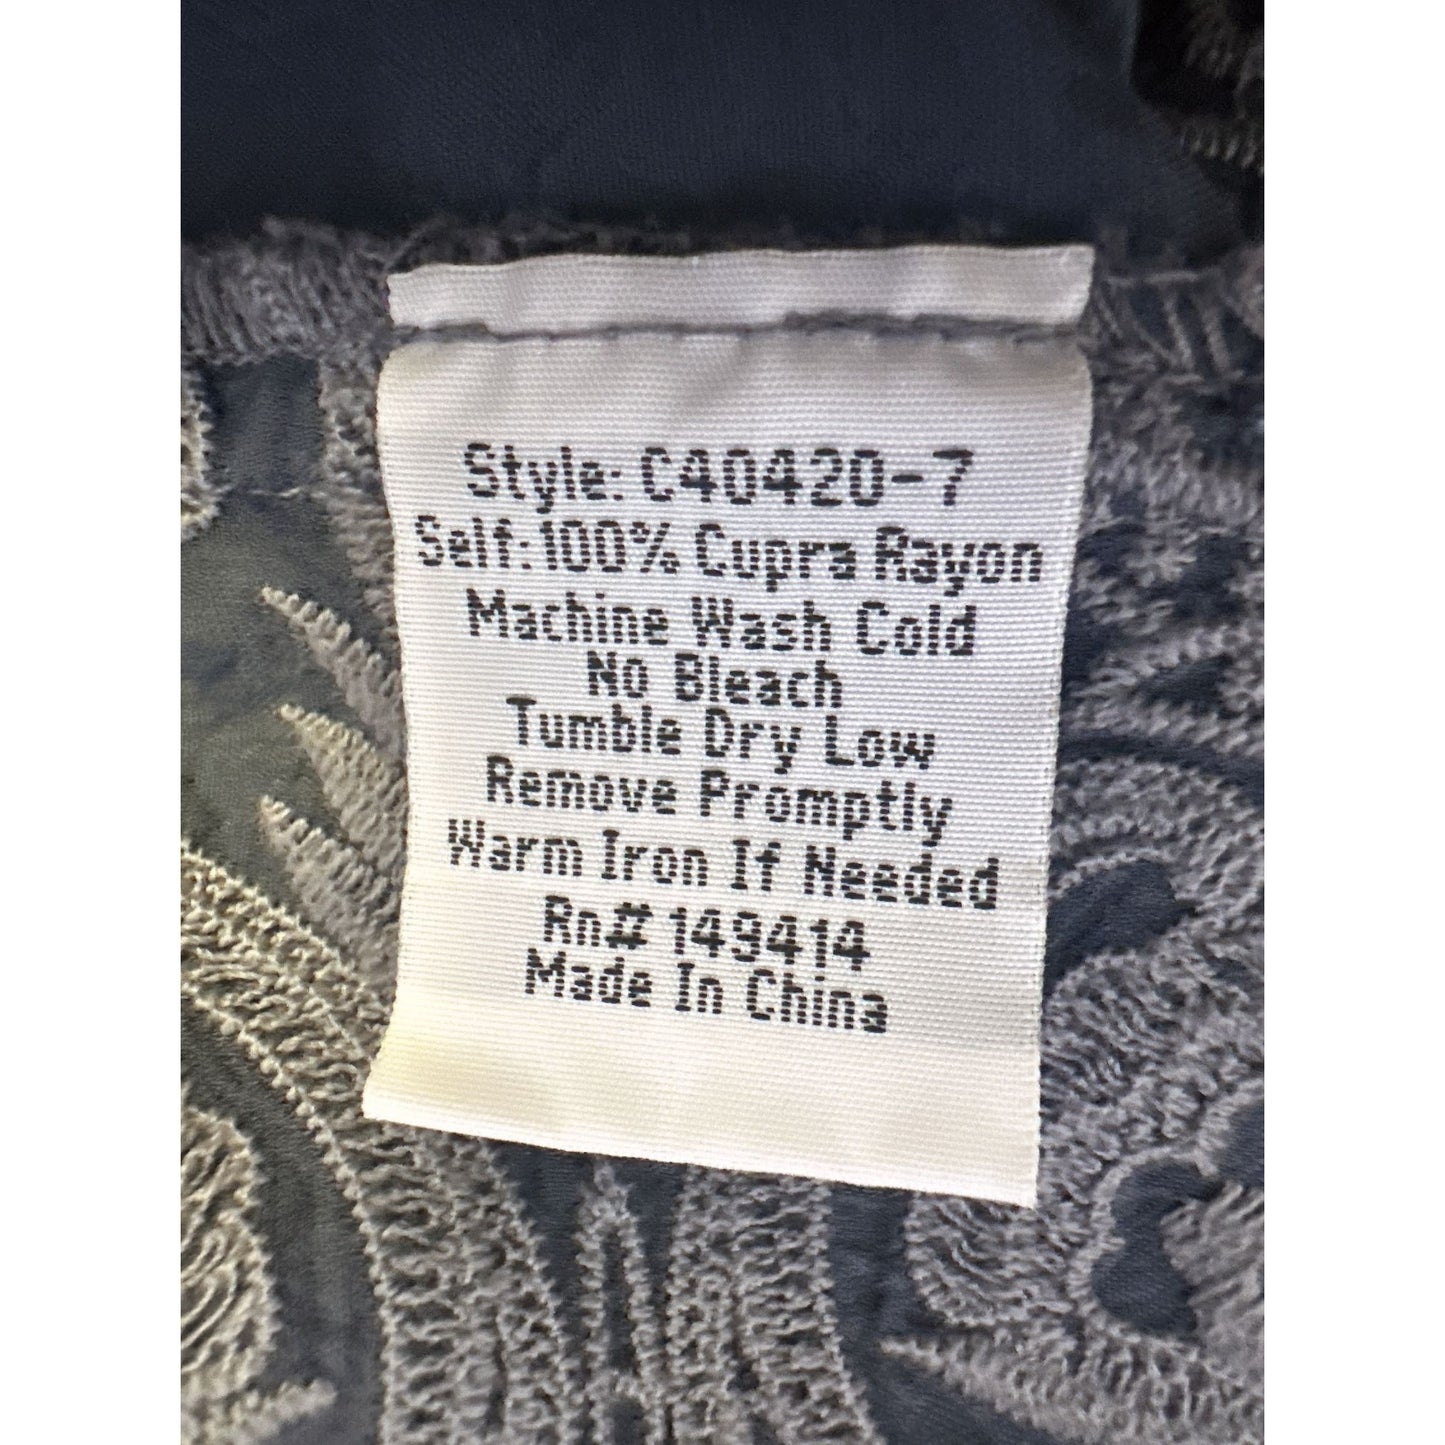 Style: C40420-7
Self:100% Cupra Rayon
Machine Wash Cold
No Bleach
Tumble Dry Low
Remove Promptly
Warm Iron If Needed
Rn# 149414
Made In China